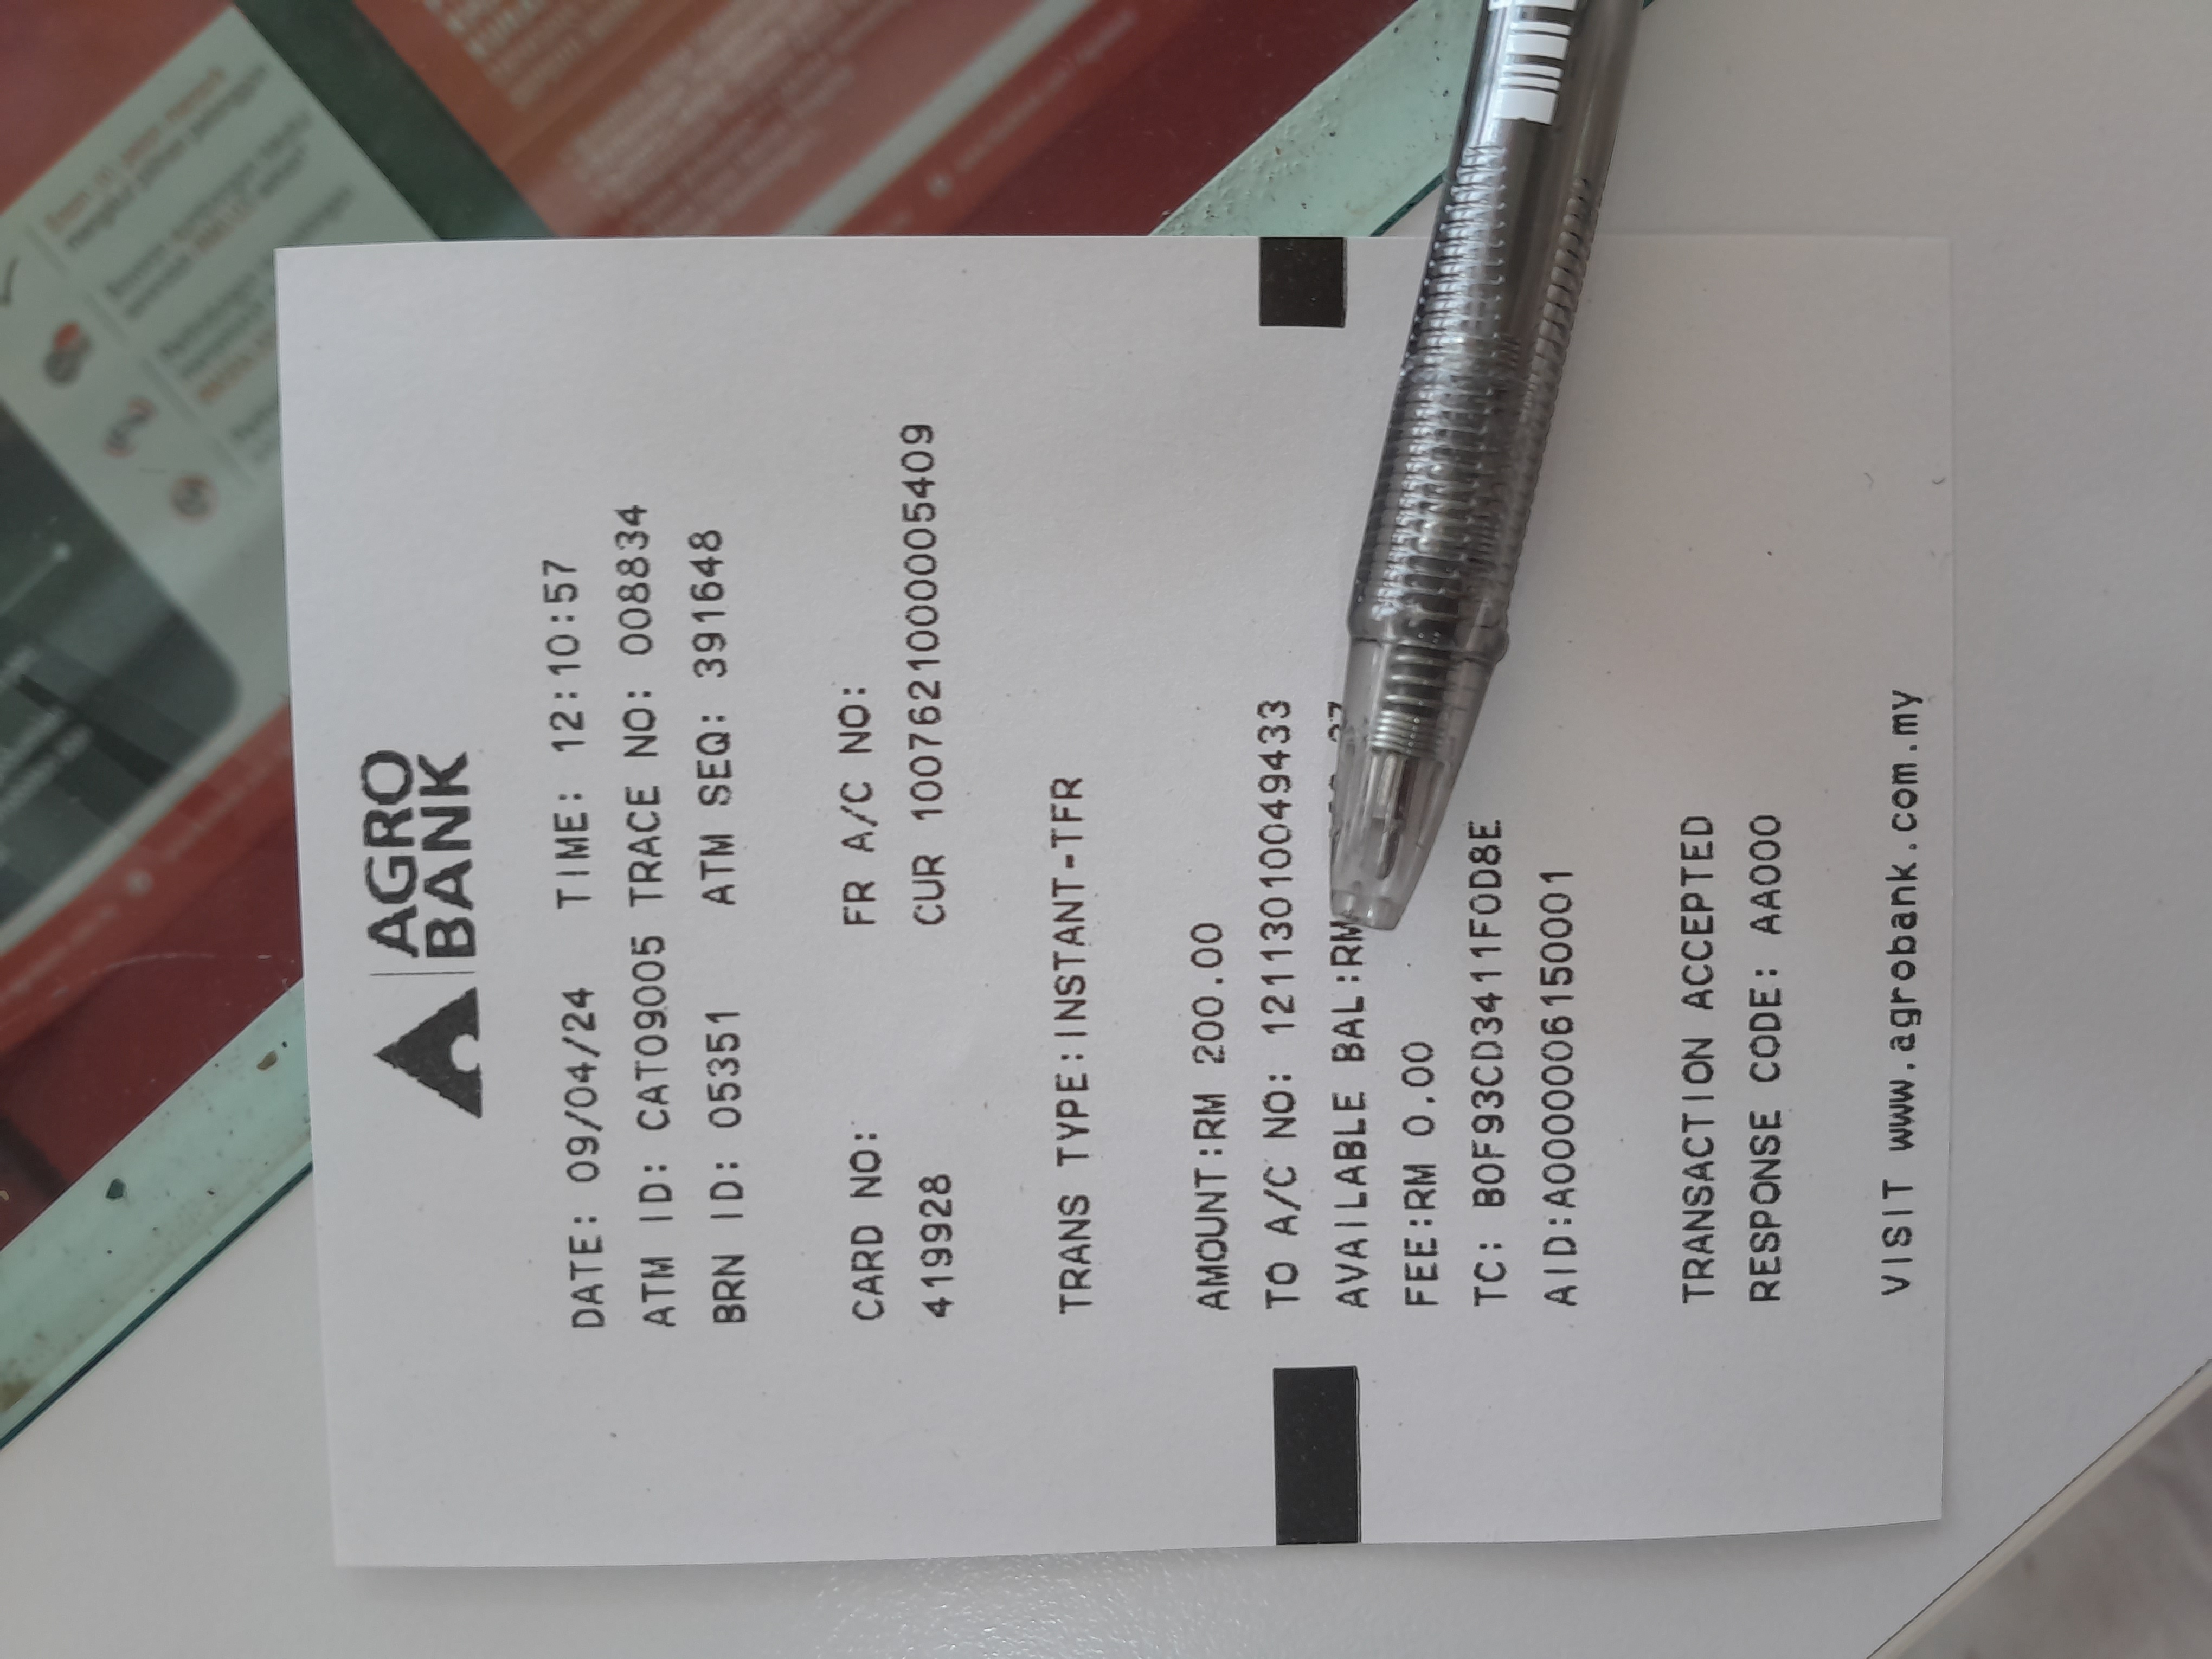 AGRO
BANK
DATE: 09/04/24 TIME: 12:10:57
ATM ID: CAT09005 TRACE NO: 008834
BRN ID: 05351 ATM SEQ: 391648
CARD NO: FR A/C NO:
419928 CUR 1007621000005409
TRANS TYPE:INSTANT-TFR
AMOUNT:RM 200.00
TO A/C NO: 12113010049433
AVAILABLE BAL:RM
FEE:RM 0.00
TC: B0F93CD3411F0D8E
AID:A0000006150001
TRANSACTION ACCEPTED
RESPONSE CODE: AA000
VISIT www.agrobank.com.my